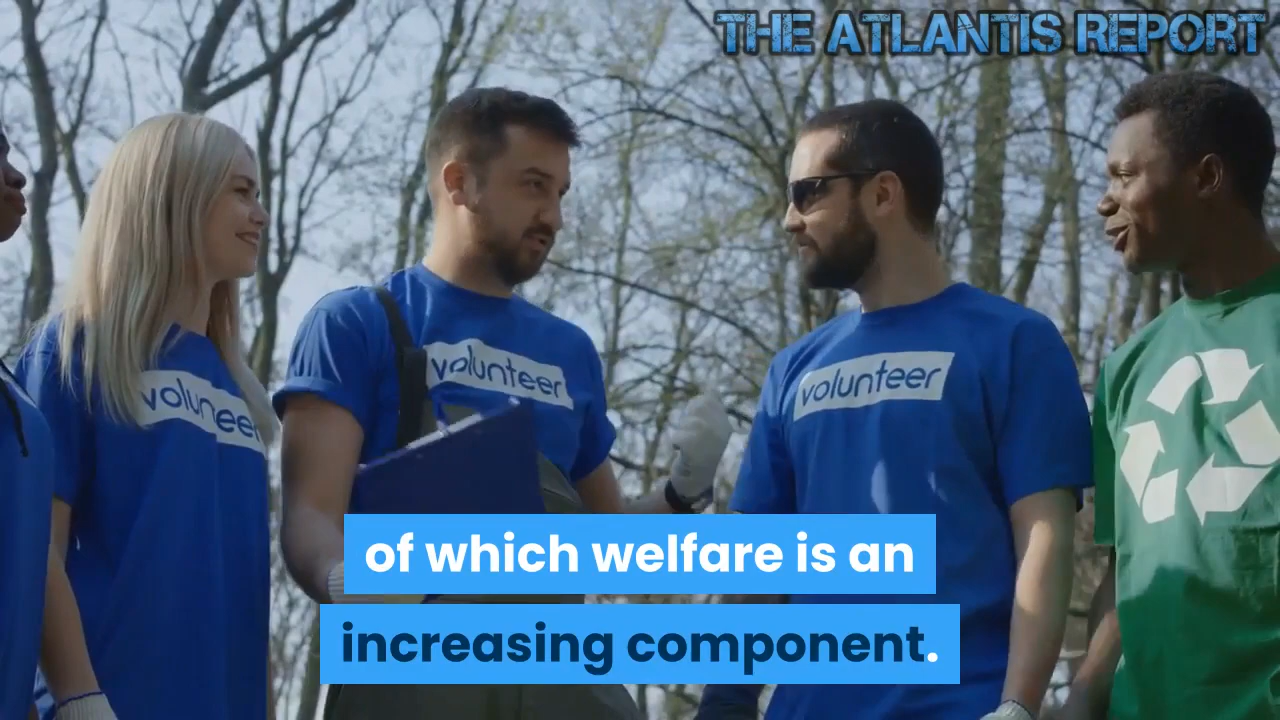 THE ATLANTIS REPORT
volunteer
volunteer
volunteer
of which welfare is an
increasing component.